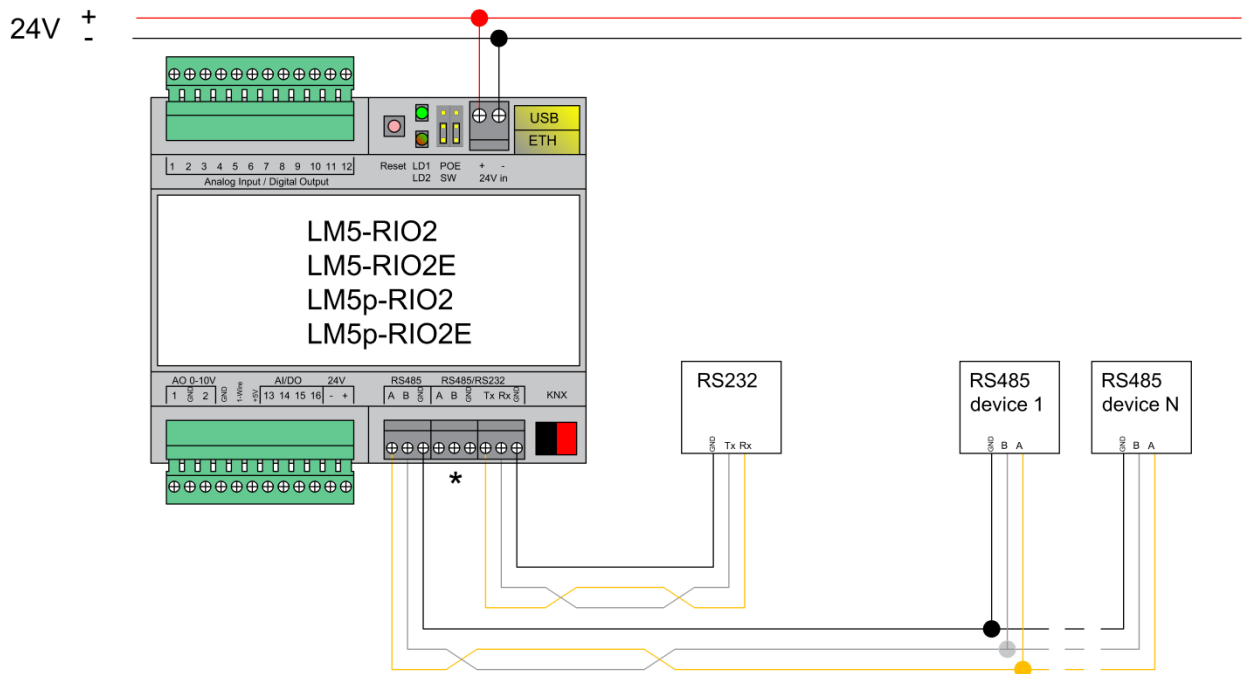 24V + -
USB
ETH
1 2 3 4 5 6 7 8 9 10 11 12
Analog Input / Digital Output
Reset LD1 POE + -
LD2 SW 24V in
LM5-RIO2
LM5-RIO2E
LM5p-RIO2
LM5p-RIO2E
AO 0-10V AI/DO 24V RS485 RS485/RS232
1 GND 2 GND 1-Wire +5V 13 14 15 16 - + A B GND A B GND Tx Rx GND KNX
*
RS232
GND Tx Rx
RS485
device 1
GND B A
RS485
device N
GND B A